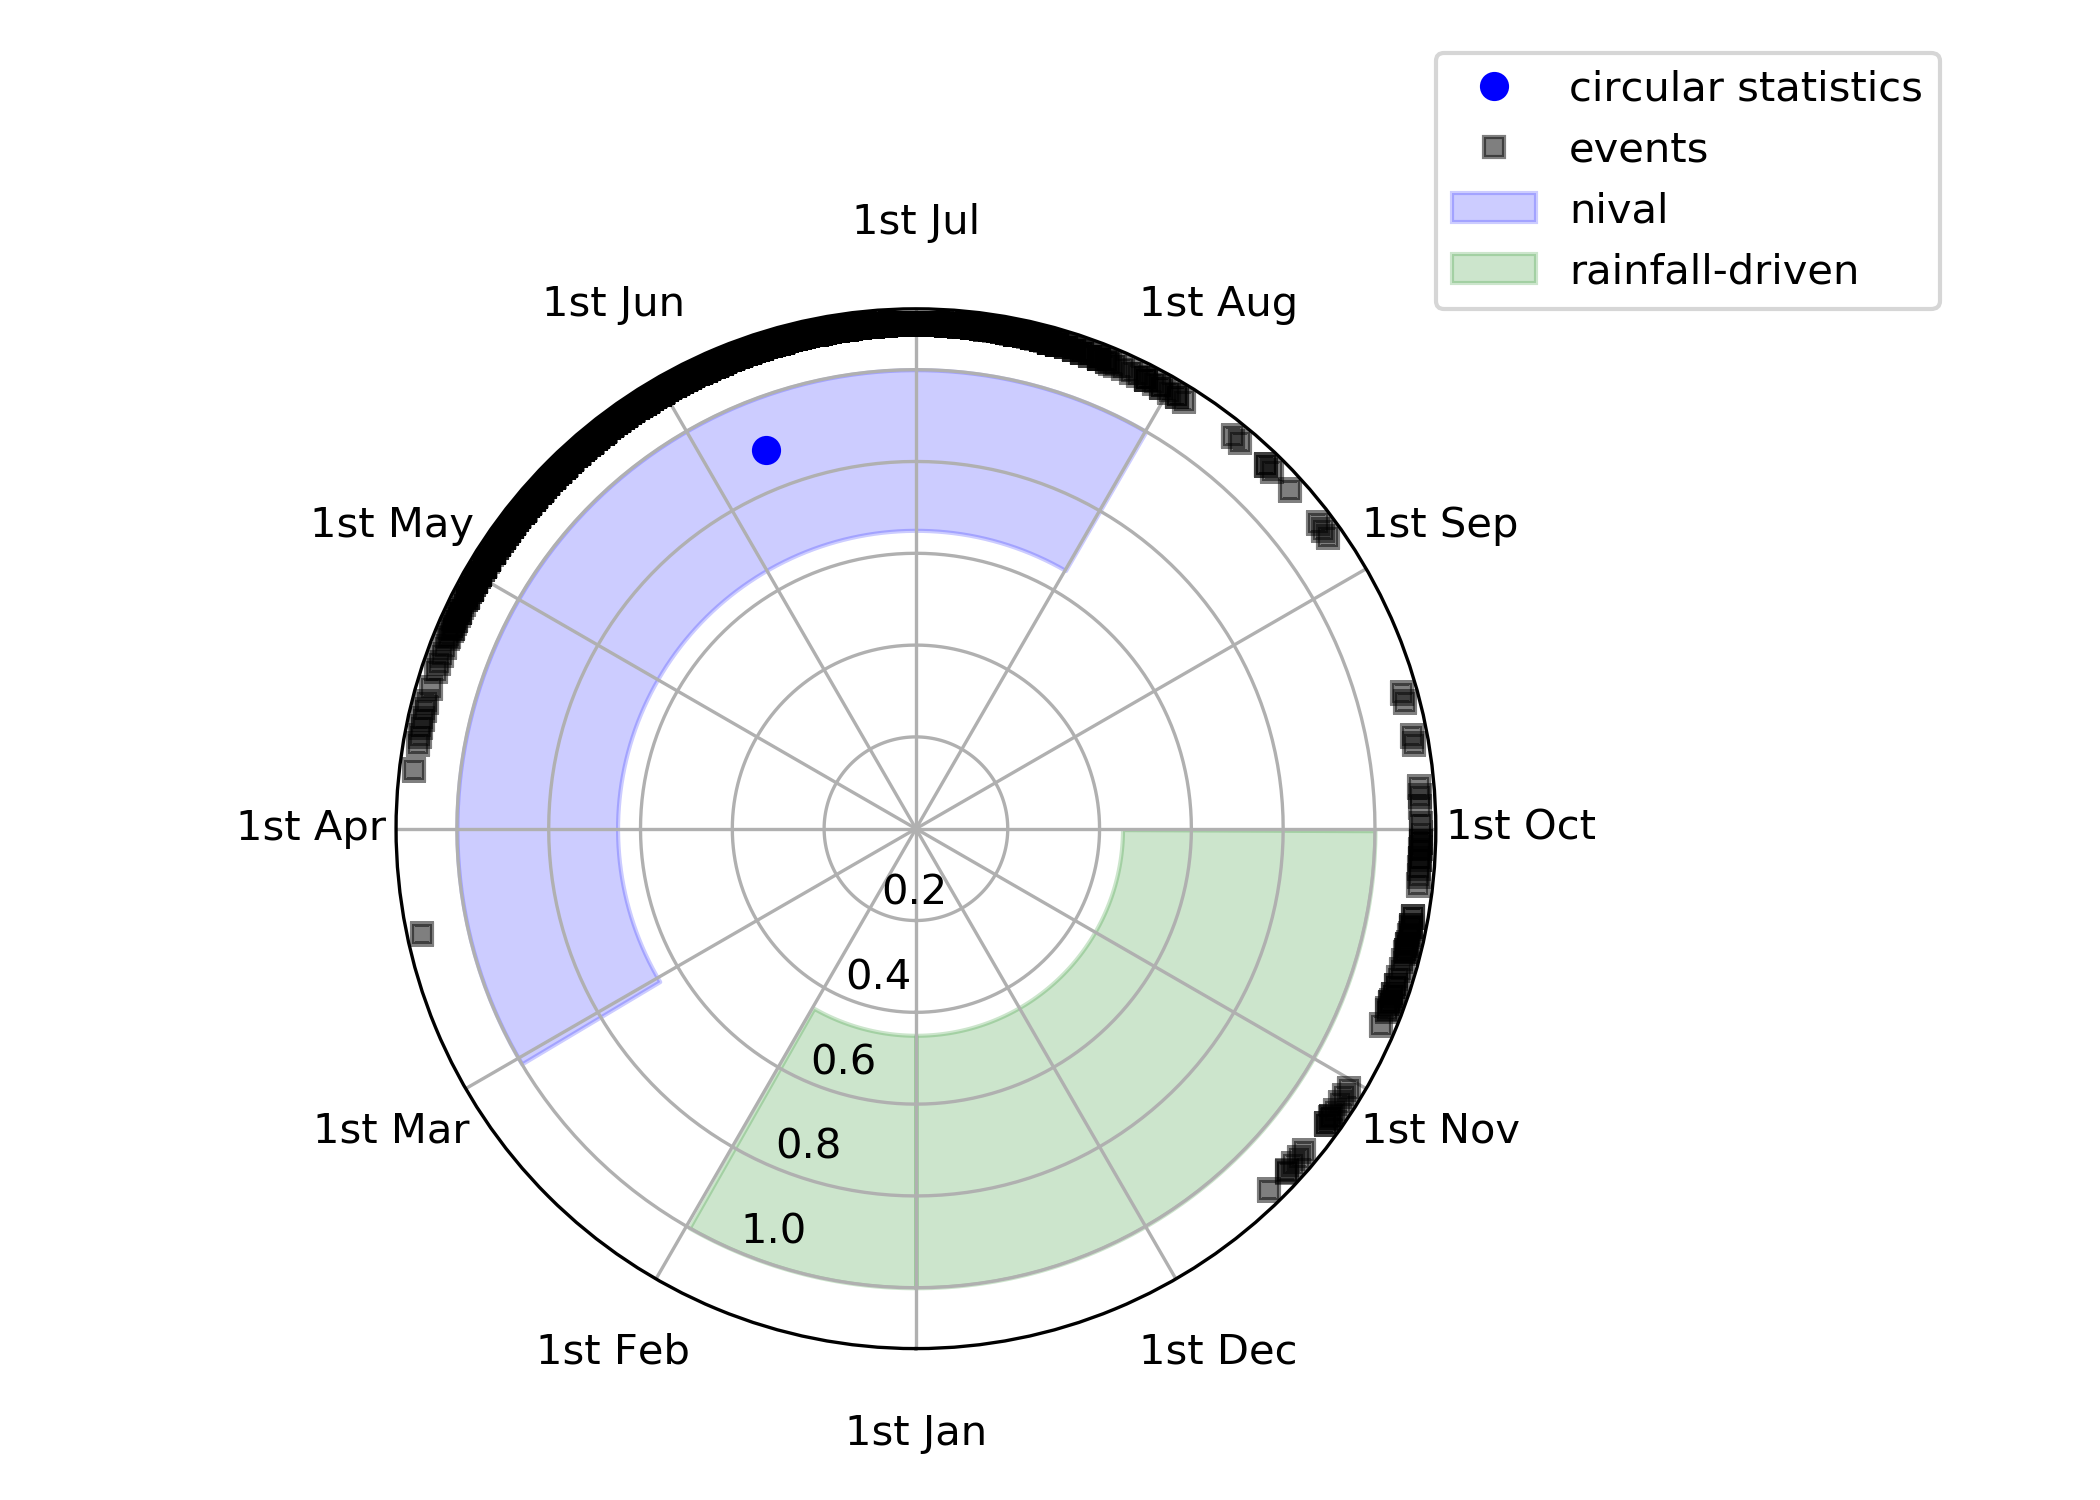 circular statistics
events
nival
rainfall-driven
1st Jul
1st Jun
1st Aug
1st May
1st Sep
1st Apr
1st Oct
0.2
0.4
0.6
1st Mar
1st Nov
0.8
1.0
1st Feb
1st Dec
1st Jan